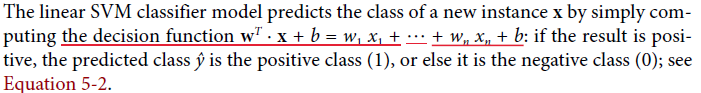 The linear SVM classifier model predicts the class of a new instance x by simply com-
puting the decision function wᵀ · x + b = w₁ x₁ + ⋯ + wₙ xₙ + b: if the result is posi-
tive, the predicted class ŷ is the positive class (1), or else it is the negative class (0); see
Equation 5-2.